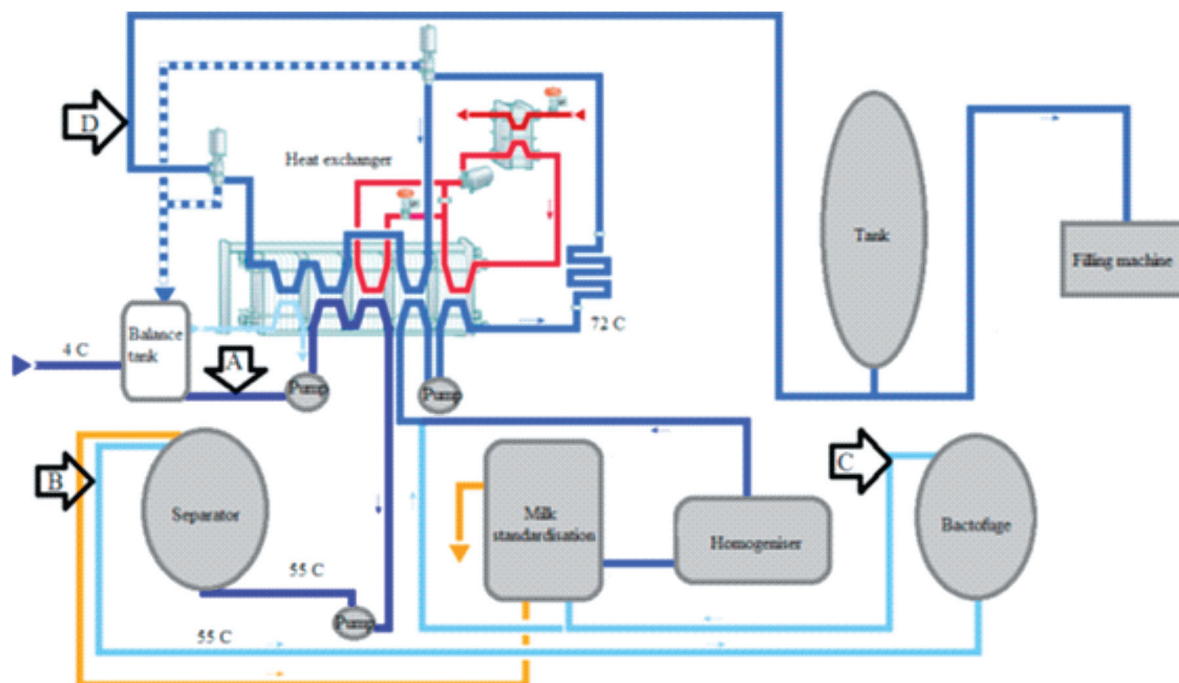 D
Heat exchanger
Tank
Filling machine
4 C
Balance
tank
A
Pump
Pump
72 C
B
Separator
55 C
Pump
55 C
Milk
standardisation
Homogeniser
C
Bactofuge